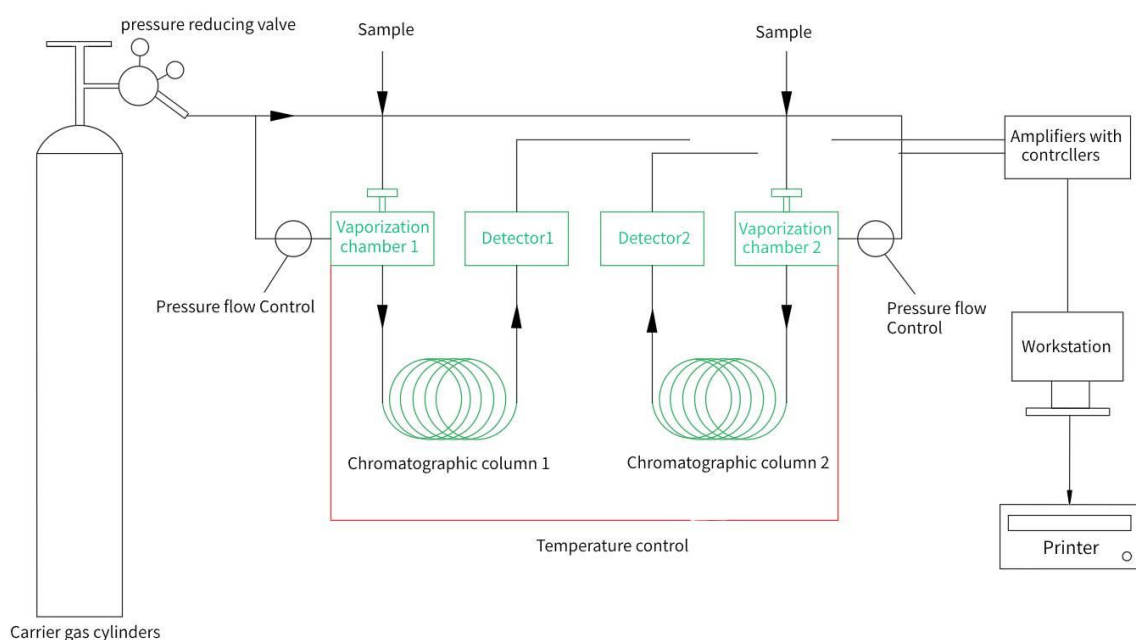 pressure reducing valve
Sample
Sample
Amplifiers with
contrcllers
Vaporization
chamber 1
Detector1
Detector2
Vaporization
chamber 2
Pressure flow Control
Pressure flow
Control
Workstation
Chromatographic column 1
Chromatographic column 2
Temperature control
Printer
Carrier gas cylinders